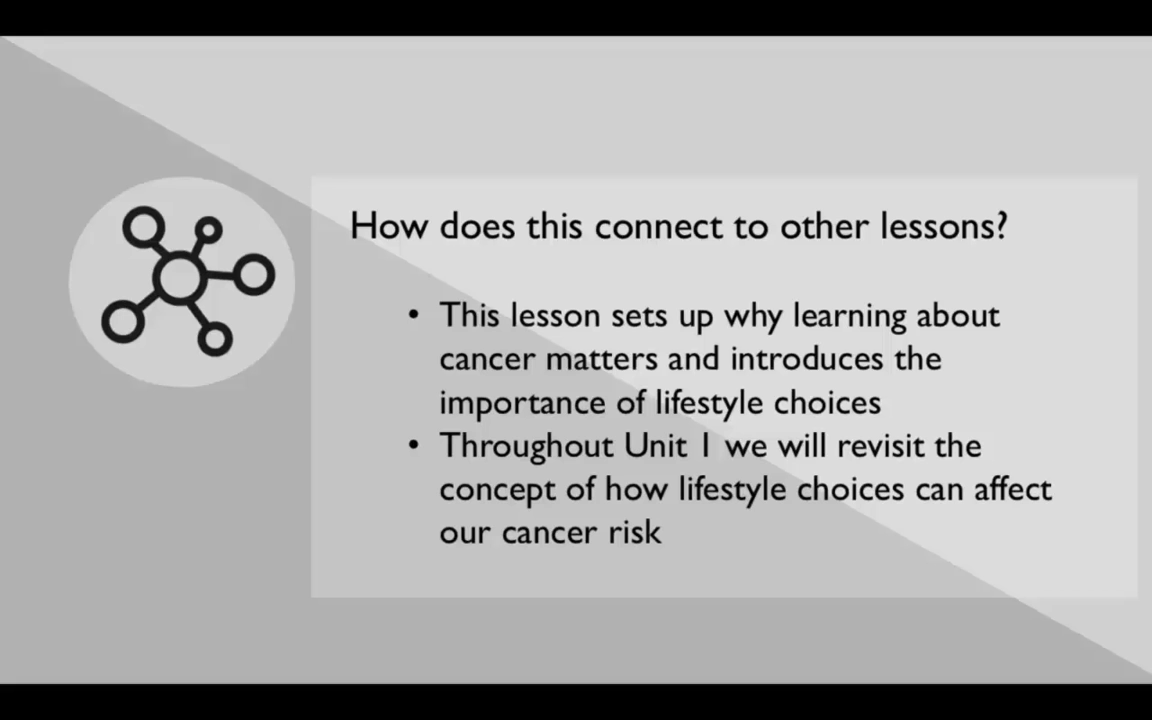 How does this connect to other lessons?
• This lesson sets up why learning about
cancer matters and introduces the
importance of lifestyle choices
• Throughout Unit 1 we will revisit the
concept of how lifestyle choices can affect
our cancer risk